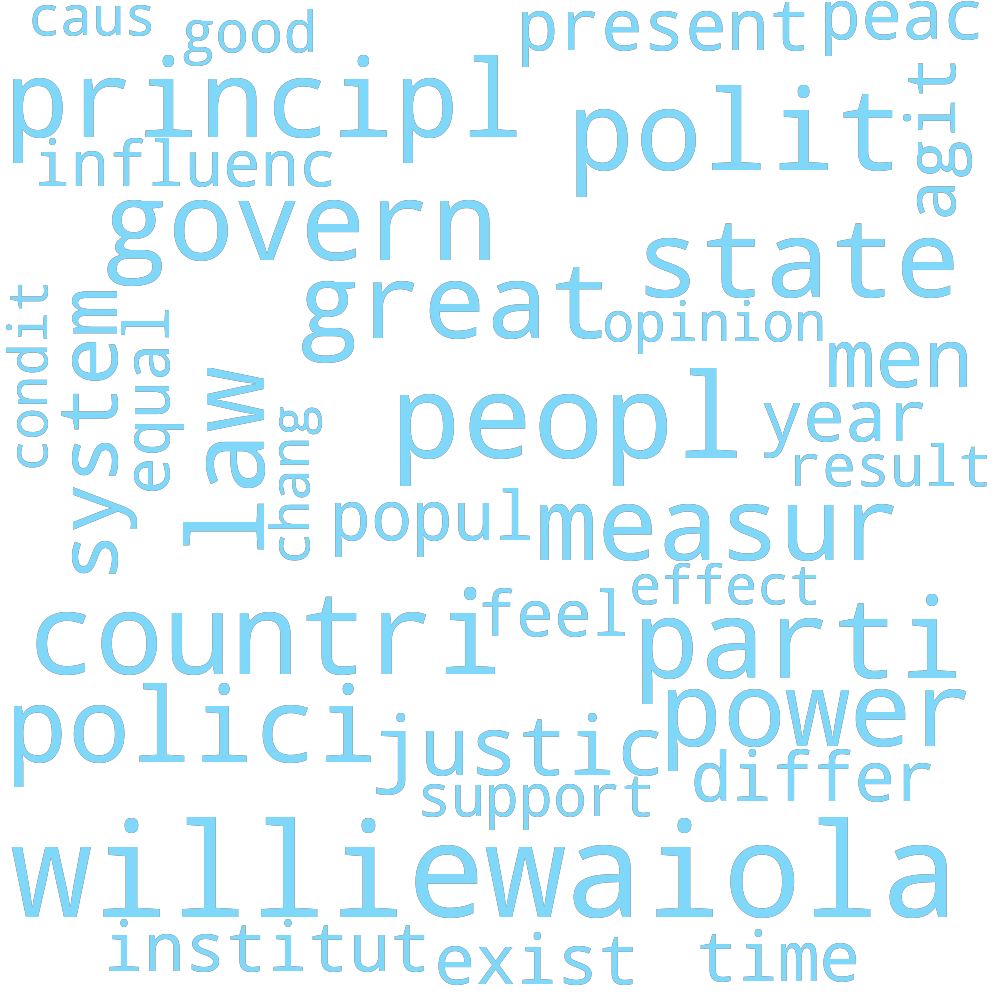 caus
good
present
peac
principl
polit
agit
influenc
govern
state
great
opinion
condit
system
equal
law
chang
men
peopl
year
result
popul
measur
effect
countri
feel
parti
polici
power
justic
differ
support
williewaiola
institut
exist
time